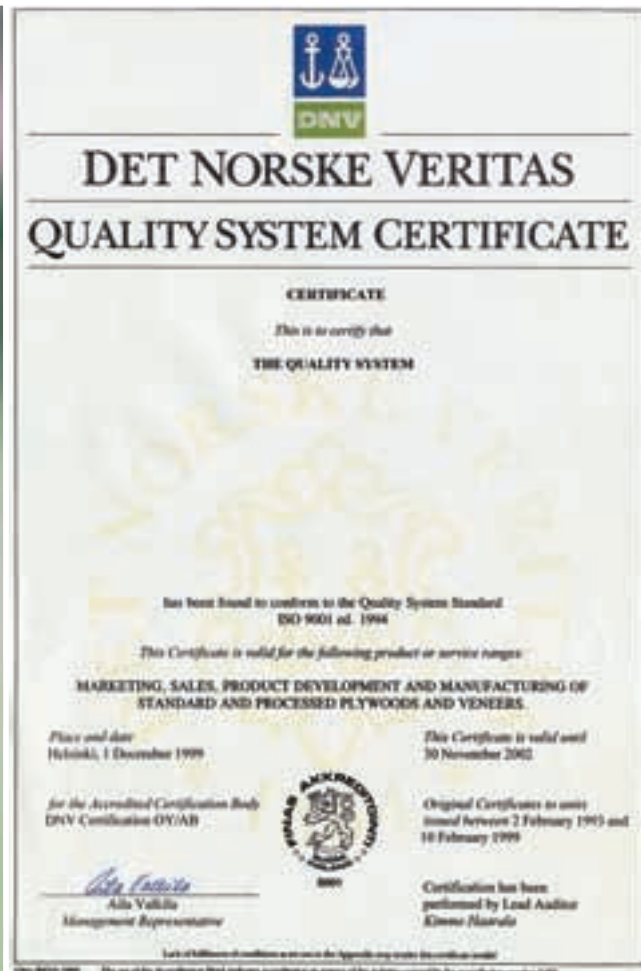 DNV
DET NORSKE VERITAS
QUALITY SYSTEM CERTIFICATE
CERTIFICATE
This is to certify that
THE QUALITY SYSTEM
has been found to conform to the Quality System Standard
ISO 9001 ed. 1994
This Certificate is valid for the following product or service ranges:
MARKETING, SALES, PRODUCT DEVELOPMENT AND MANUFACTURING OF
STANDARD AND PROCESSED PLYWOODS AND VENEERS.
Place and date
Helsinki, 1 December 1999
This Certificate is valid until
30 November 2002
for the Accredited Certification Body
DNV Certification OY/AB
Original Certificates to units
issued between 2 February 1993 and
10 February 1999
FINAS AKKREDITOINTI
S001
Management Representative
Certification has been
performed by Lead Auditor
Kimmo